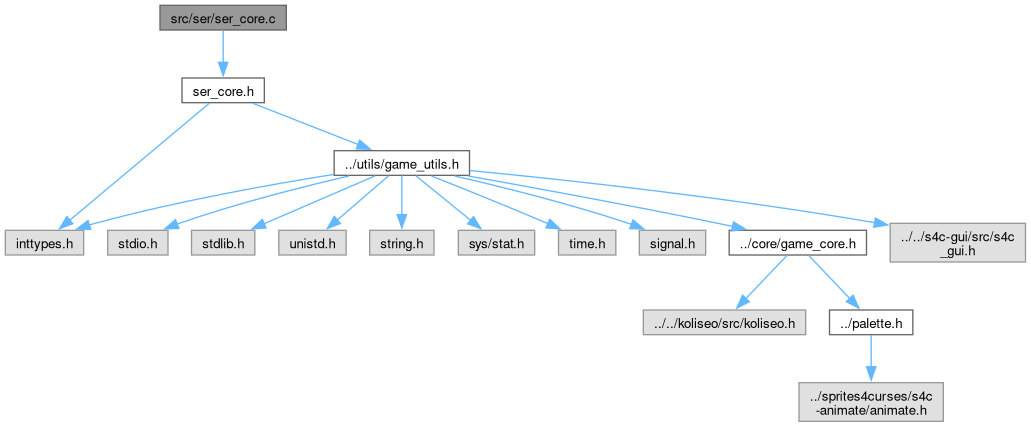 src/ser/ser_core.c
ser_core.h
../utils/game_utils.h
inttypes.h
stdio.h
stdlib.h
unistd.h
string.h
sys/stat.h
time.h
signal.h
../core/game_core.h
../../s4c-gui/src/s4c
_gui.h
../../koliseo/src/koliseo.h
../palette.h
../sprites4curses/s4c
-animate/animate.h